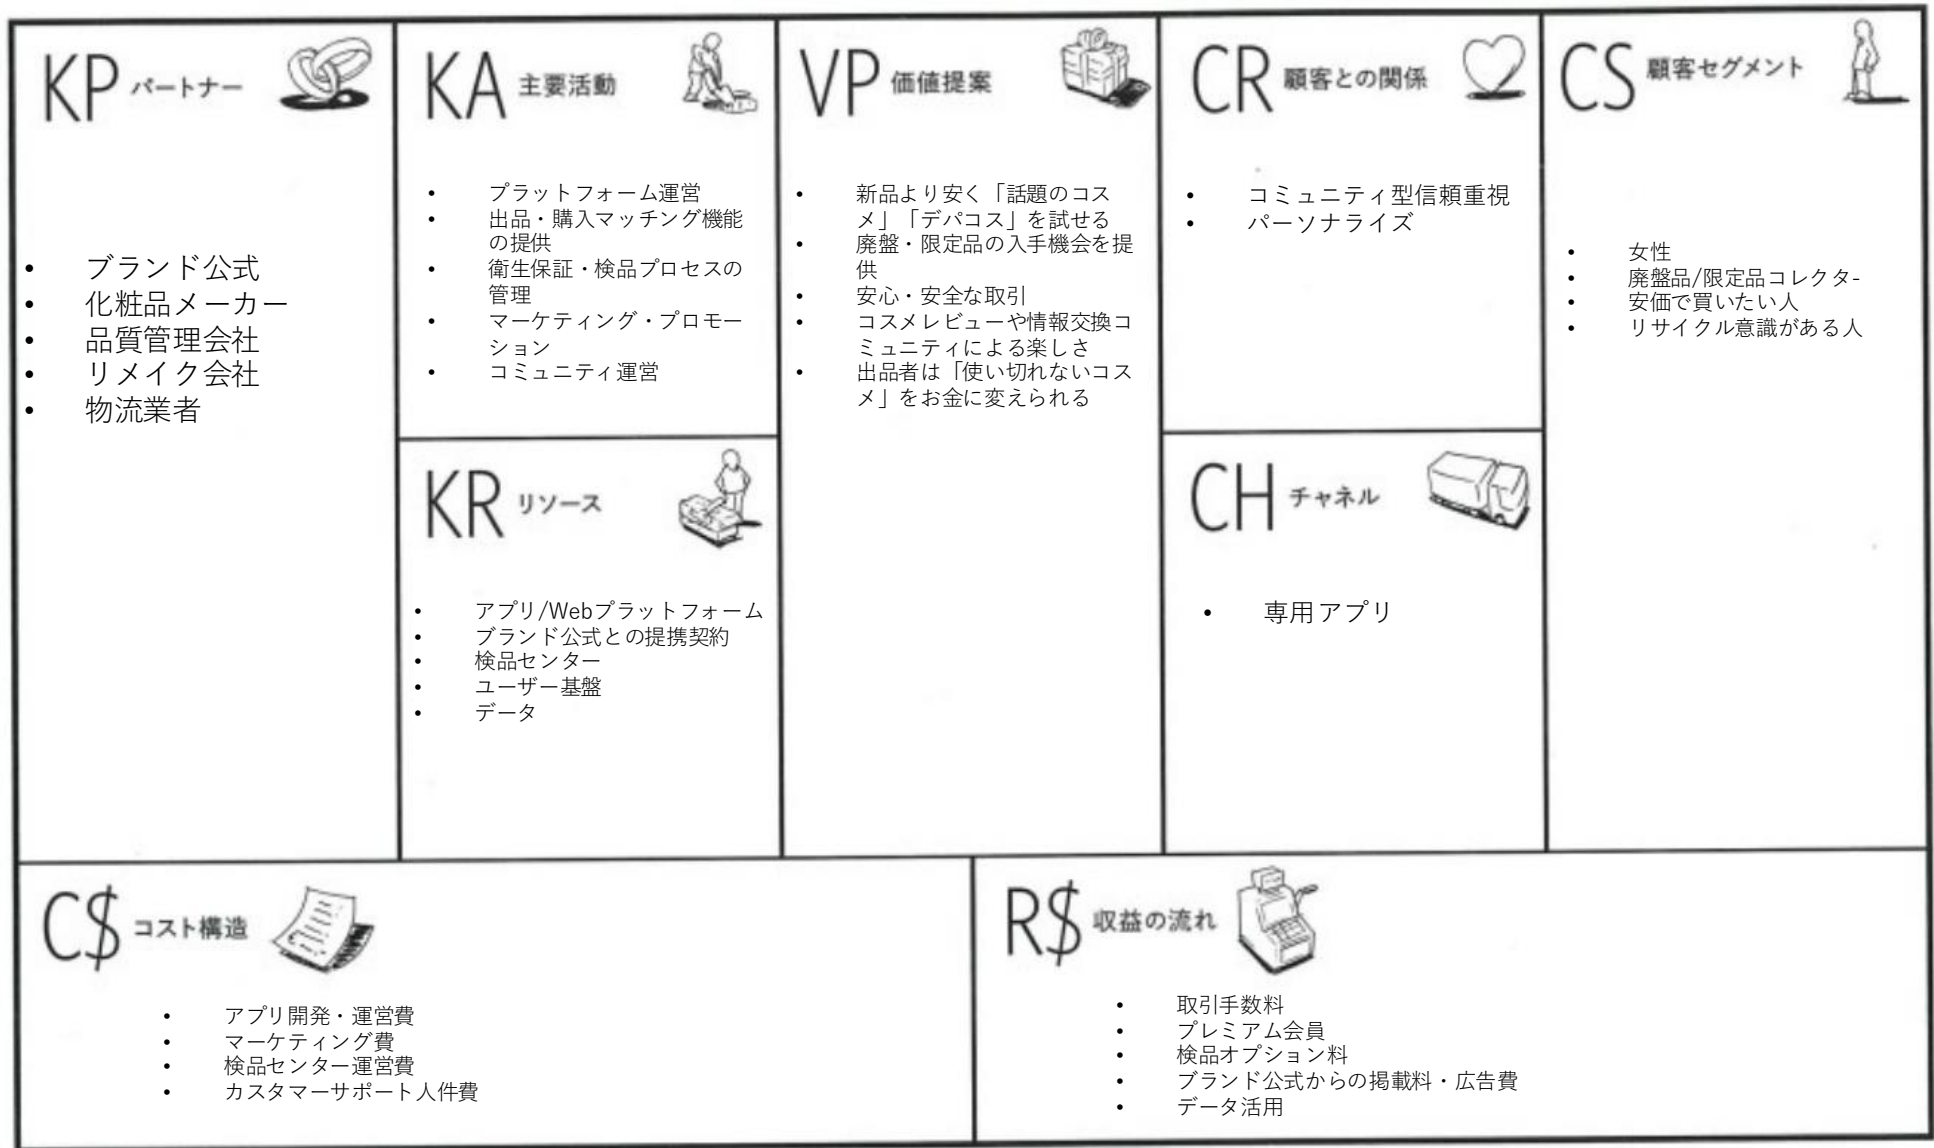 KP パートナー
• ブランド公式
• 化粧品メーカー
• 品質管理会社
• リメイク会社
• 物流業者
KA 主要活動
• プラットフォーム運営
• 出品・購入マッチング機能
の提供
• 衛生保証・検品プロセスの
管理
• マーケティング・プロモー
ション
• コミュニティ運営
KR リソース
• アプリ/Webプラットフォーム
• ブランド公式との提携契約
• 検品センター
• ユーザー基盤
• データ
VP 価値提案
• 新品より安く「話題のコス
メ」「デパコス」を試せる
• 廃盤・限定品の入手機会を提
供
• 安心・安全な取引
• コスメレビューや情報交換コ
ミュニティによる楽しさ
• 出品者は「使い切れないコス
メ」をお金に変えられる
CR 顧客との関係
• コミュニティ型信頼重視
• パーソナライズ
CH チャネル
• 専用アプリ
CS 顧客セグメント
• 女性
• 廃盤品/限定品コレクタ-
• 安価で買いたい人
• リサイクル意識がある人
C$ コスト構造
• アプリ開発・運営費
• マーケティング費
• 検品センター運営費
• カスタマーサポート人件費
R$ 収益の流れ
• 取引手数料
• プレミアム会員
• 検品オプション料
• ブランド公式からの掲載料・広告費
• データ活用